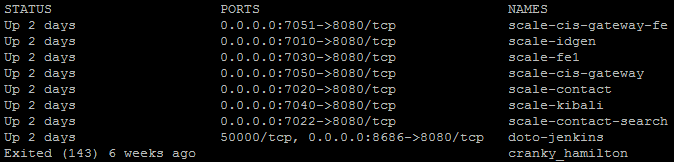 STATUS PORTS NAMES
Up 2 days 0.0.0.0:7051->8080/tcp scale-cis-gateway-fe
Up 2 days 0.0.0.0:7010->8080/tcp scale-idgen
Up 2 days 0.0.0.0:7030->8080/tcp scale-fe1
Up 2 days 0.0.0.0:7050->8080/tcp scale-cis-gateway
Up 2 days 0.0.0.0:7020->8080/tcp scale-contact
Up 2 days 0.0.0.0:7040->8080/tcp scale-kibali
Up 2 days 0.0.0.0:7022->8080/tcp scale-contact-search
Up 2 days 50000/tcp, 0.0.0.0:8686->8080/tcp doto-jenkins
Exited (143) 6 weeks ago cranky_hamilton